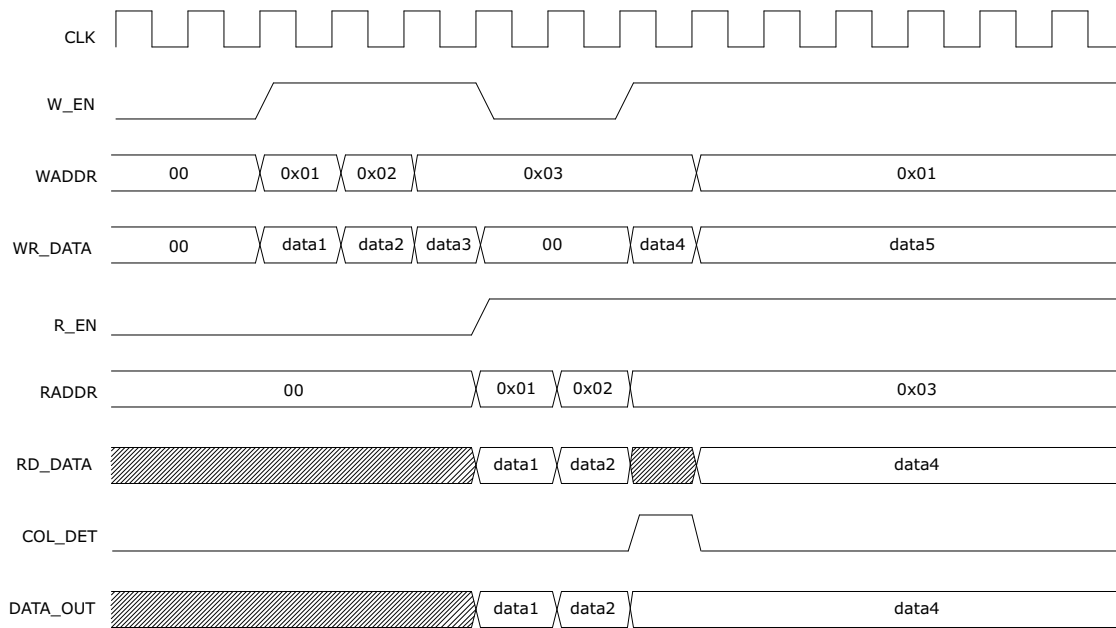 CLK
W_EN
WADDR 00 0x01 0x02 0x03 0x01
WR_DATA 00 data1 data2 data3 00 data4 data5
R_EN
RADDR 00 0x01 0x02 0x03
RD_DATA data1 data2 data4
COL_DET
DATA_OUT data1 data2 data4